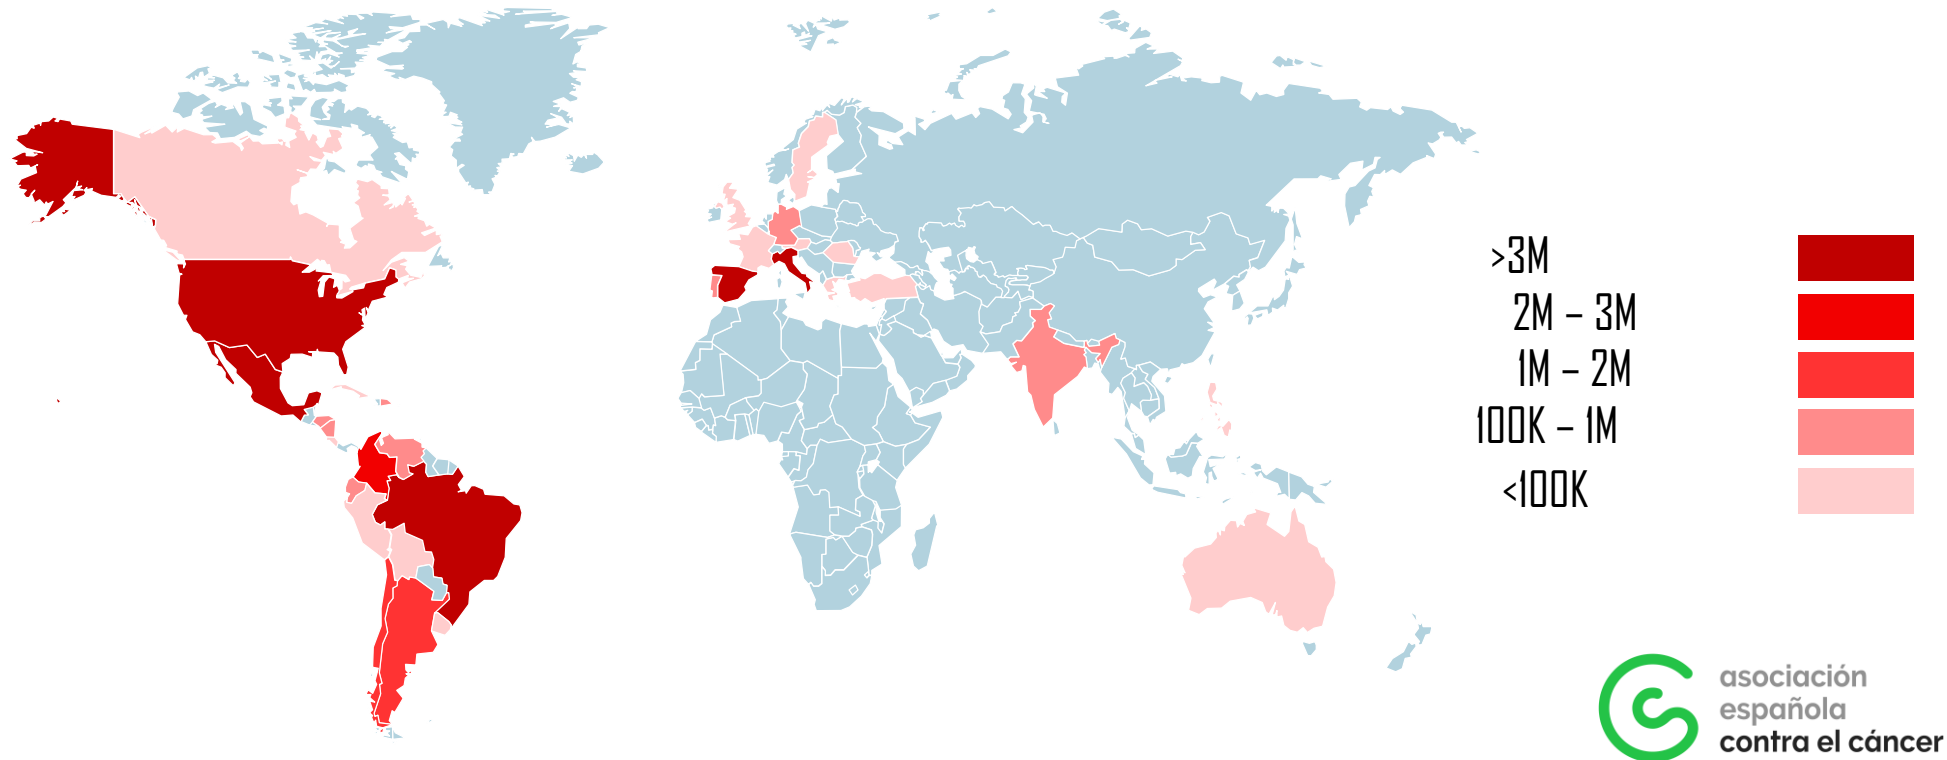 >3M
2M – 3M
1M – 2M
100K – 1M
<100K
asociación
española
contra el cáncer